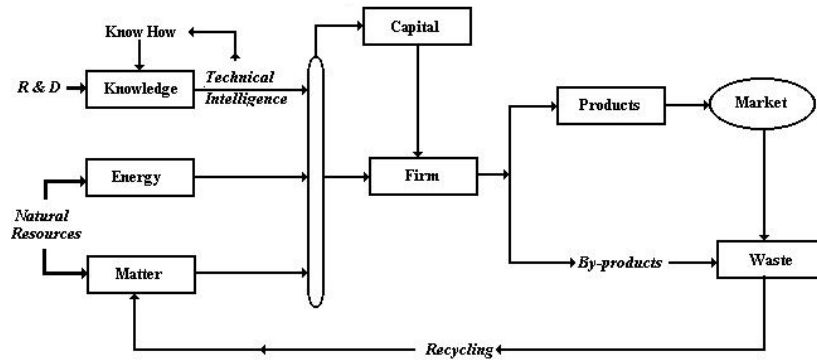 Know How
Capital
R & D
Knowledge
Technical
Intelligence
Products
Market
Energy
Firm
Natural
Resources
Matter
By-products
Waste
Recycling